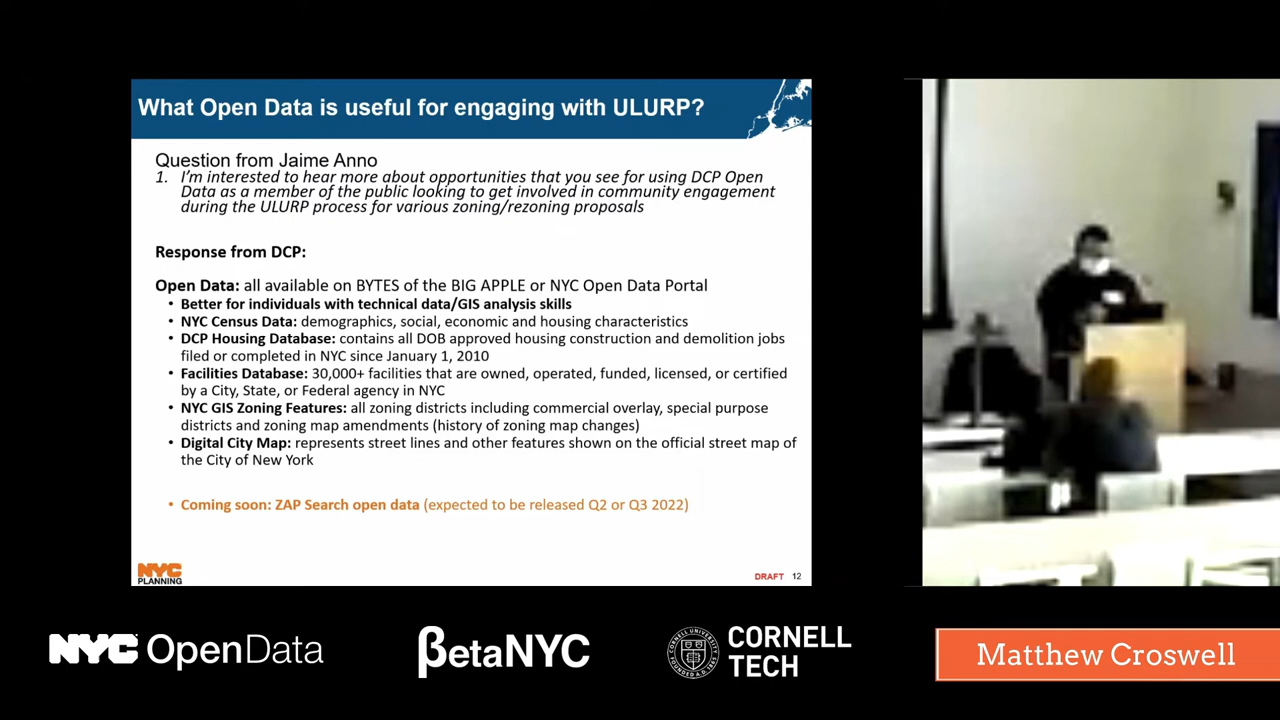 What Open Data is useful for engaging with ULURP?
Question from Jaime Anno
1. I'm interested to hear more about opportunities that you see for using DCP Open
Data as a member of the public looking to get involved in community engagement
during the ULURP process for various zoning/rezoning proposals
Response from DCP:
Open Data: all available on BYTES of the BIG APPLE or NYC Open Data Portal
• Better for individuals with technical data/GIS analysis skills
• NYC Census Data: demographics, social, economic and housing characteristics
• DCP Housing Database: contains all DOB approved housing construction and demolition jobs
filed or completed in NYC since January 1, 2010
• Facilities Database: 30,000+ facilities that are owned, operated, funded, licensed, or certified
by a City, State, or Federal agency in NYC
• NYC GIS Zoning Features: all zoning districts including commercial overlay, special purpose
districts and zoning map amendments (history of zoning map changes)
• Digital City Map: represents street lines and other features shown on the official street map of
the City of New York
• Coming soon: ZAP Search open data (expected to be released Q2 or Q3 2022)
NYC
PLANNING
DRAFT 12
NYC OpenData
βetaNYC
CORNELL
TECH
Matthew Croswell